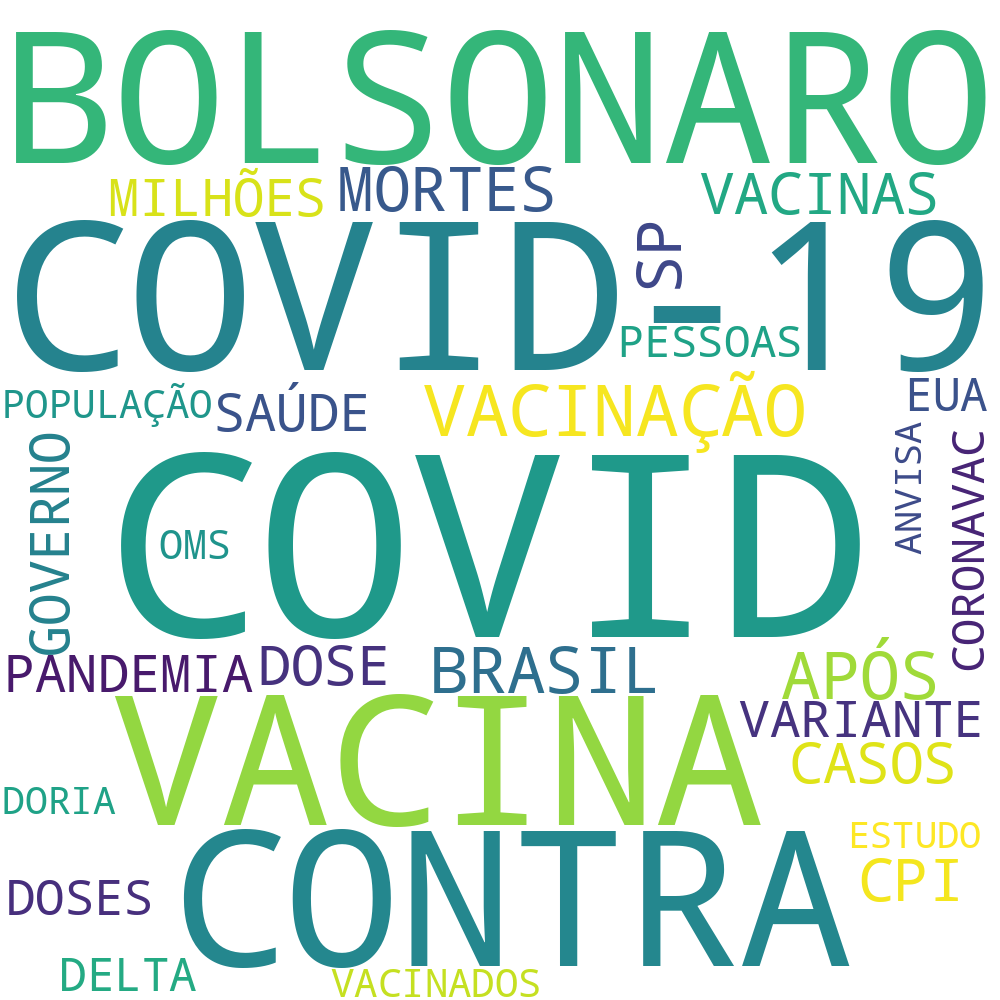 BOLSONARO
MILHÕES
MORTES
VACINAS
COVID-19
SP
PESSOAS
POPULAÇÃO
SAÚDE
VACINAÇÃO
EUA
GOVERNO
COVID
OMS
ANVISA
CORONAVAC
PANDEMIA
DOSE
BRASIL
APÓS
VACINA
VARIANTE
CASOS
DORIA
CONTRA
ESTUDO
CPI
DOSES
DELTA
VACINADOS